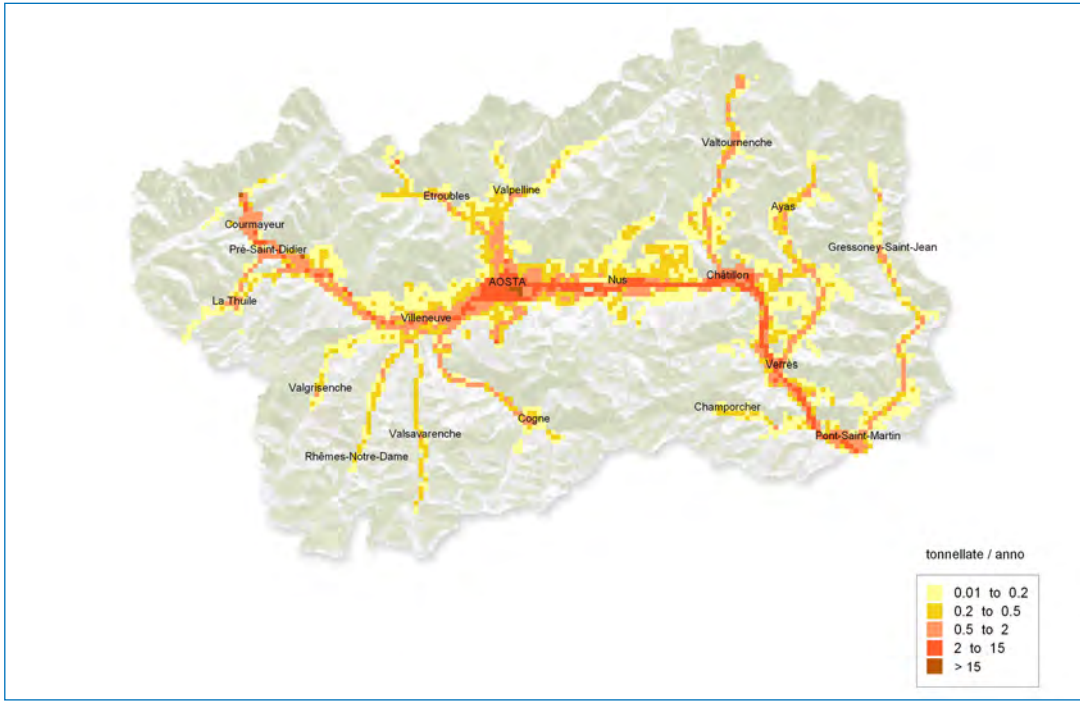 Valtournenche
Etroubles
Valpelline
Ayas
Courmayeur
Gressoney-Saint-Jean
Pré-Saint-Didier
AOSTA
Nus
Châtillon
La Thuile
Villeneuve
Verrès
Valgrisenche
Champorcher
Cogne
Valsavarenche
Pont-Saint-Martin
Rhêmes-Notre-Dame
tonnellate / anno
0.01 to 0.2
0.2 to 0.5
0.5 to 2
2 to 15
> 15